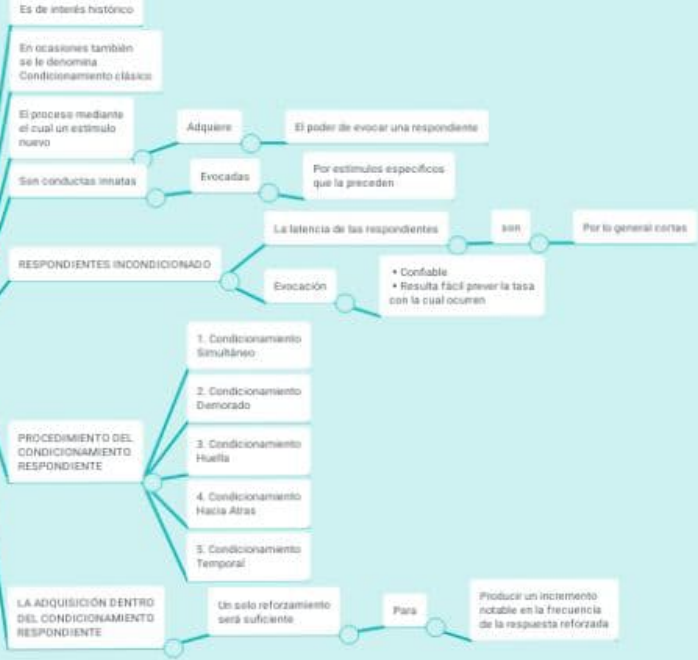 Es de interés histórico
En ocasiones también
se le denomina
Condicionamiento clásico
El proceso mediante
el cual un estímulo
nuevo
Adquiere
El poder de evocar una respondiente
Son conductas innatas
Evocadas
Por estímulos específicos
que la preceden
La latencia de las respondientes
son
Por lo general cortas
RESPONDIENTES INCONDICIONADO
Evocación
• Confiable
• Resulta fácil prever la tasa
con la cual ocurren
PROCEDIMIENTO DEL
CONDICIONAMIENTO
RESPONDIENTE
1. Condicionamiento
Simultáneo
2. Condicionamiento
Demorado
3. Condicionamiento
Huella
4. Condicionamiento
Hacia Atras
5. Condicionamiento
Temporal
LA ADQUISICIÓN DENTRO
DEL CONDICIONAMIENTO
RESPONDIENTE
Un solo reforzamiento
será suficiente
Para
Producir un incremento
notable en la frecuencia
de la respuesta reforzada